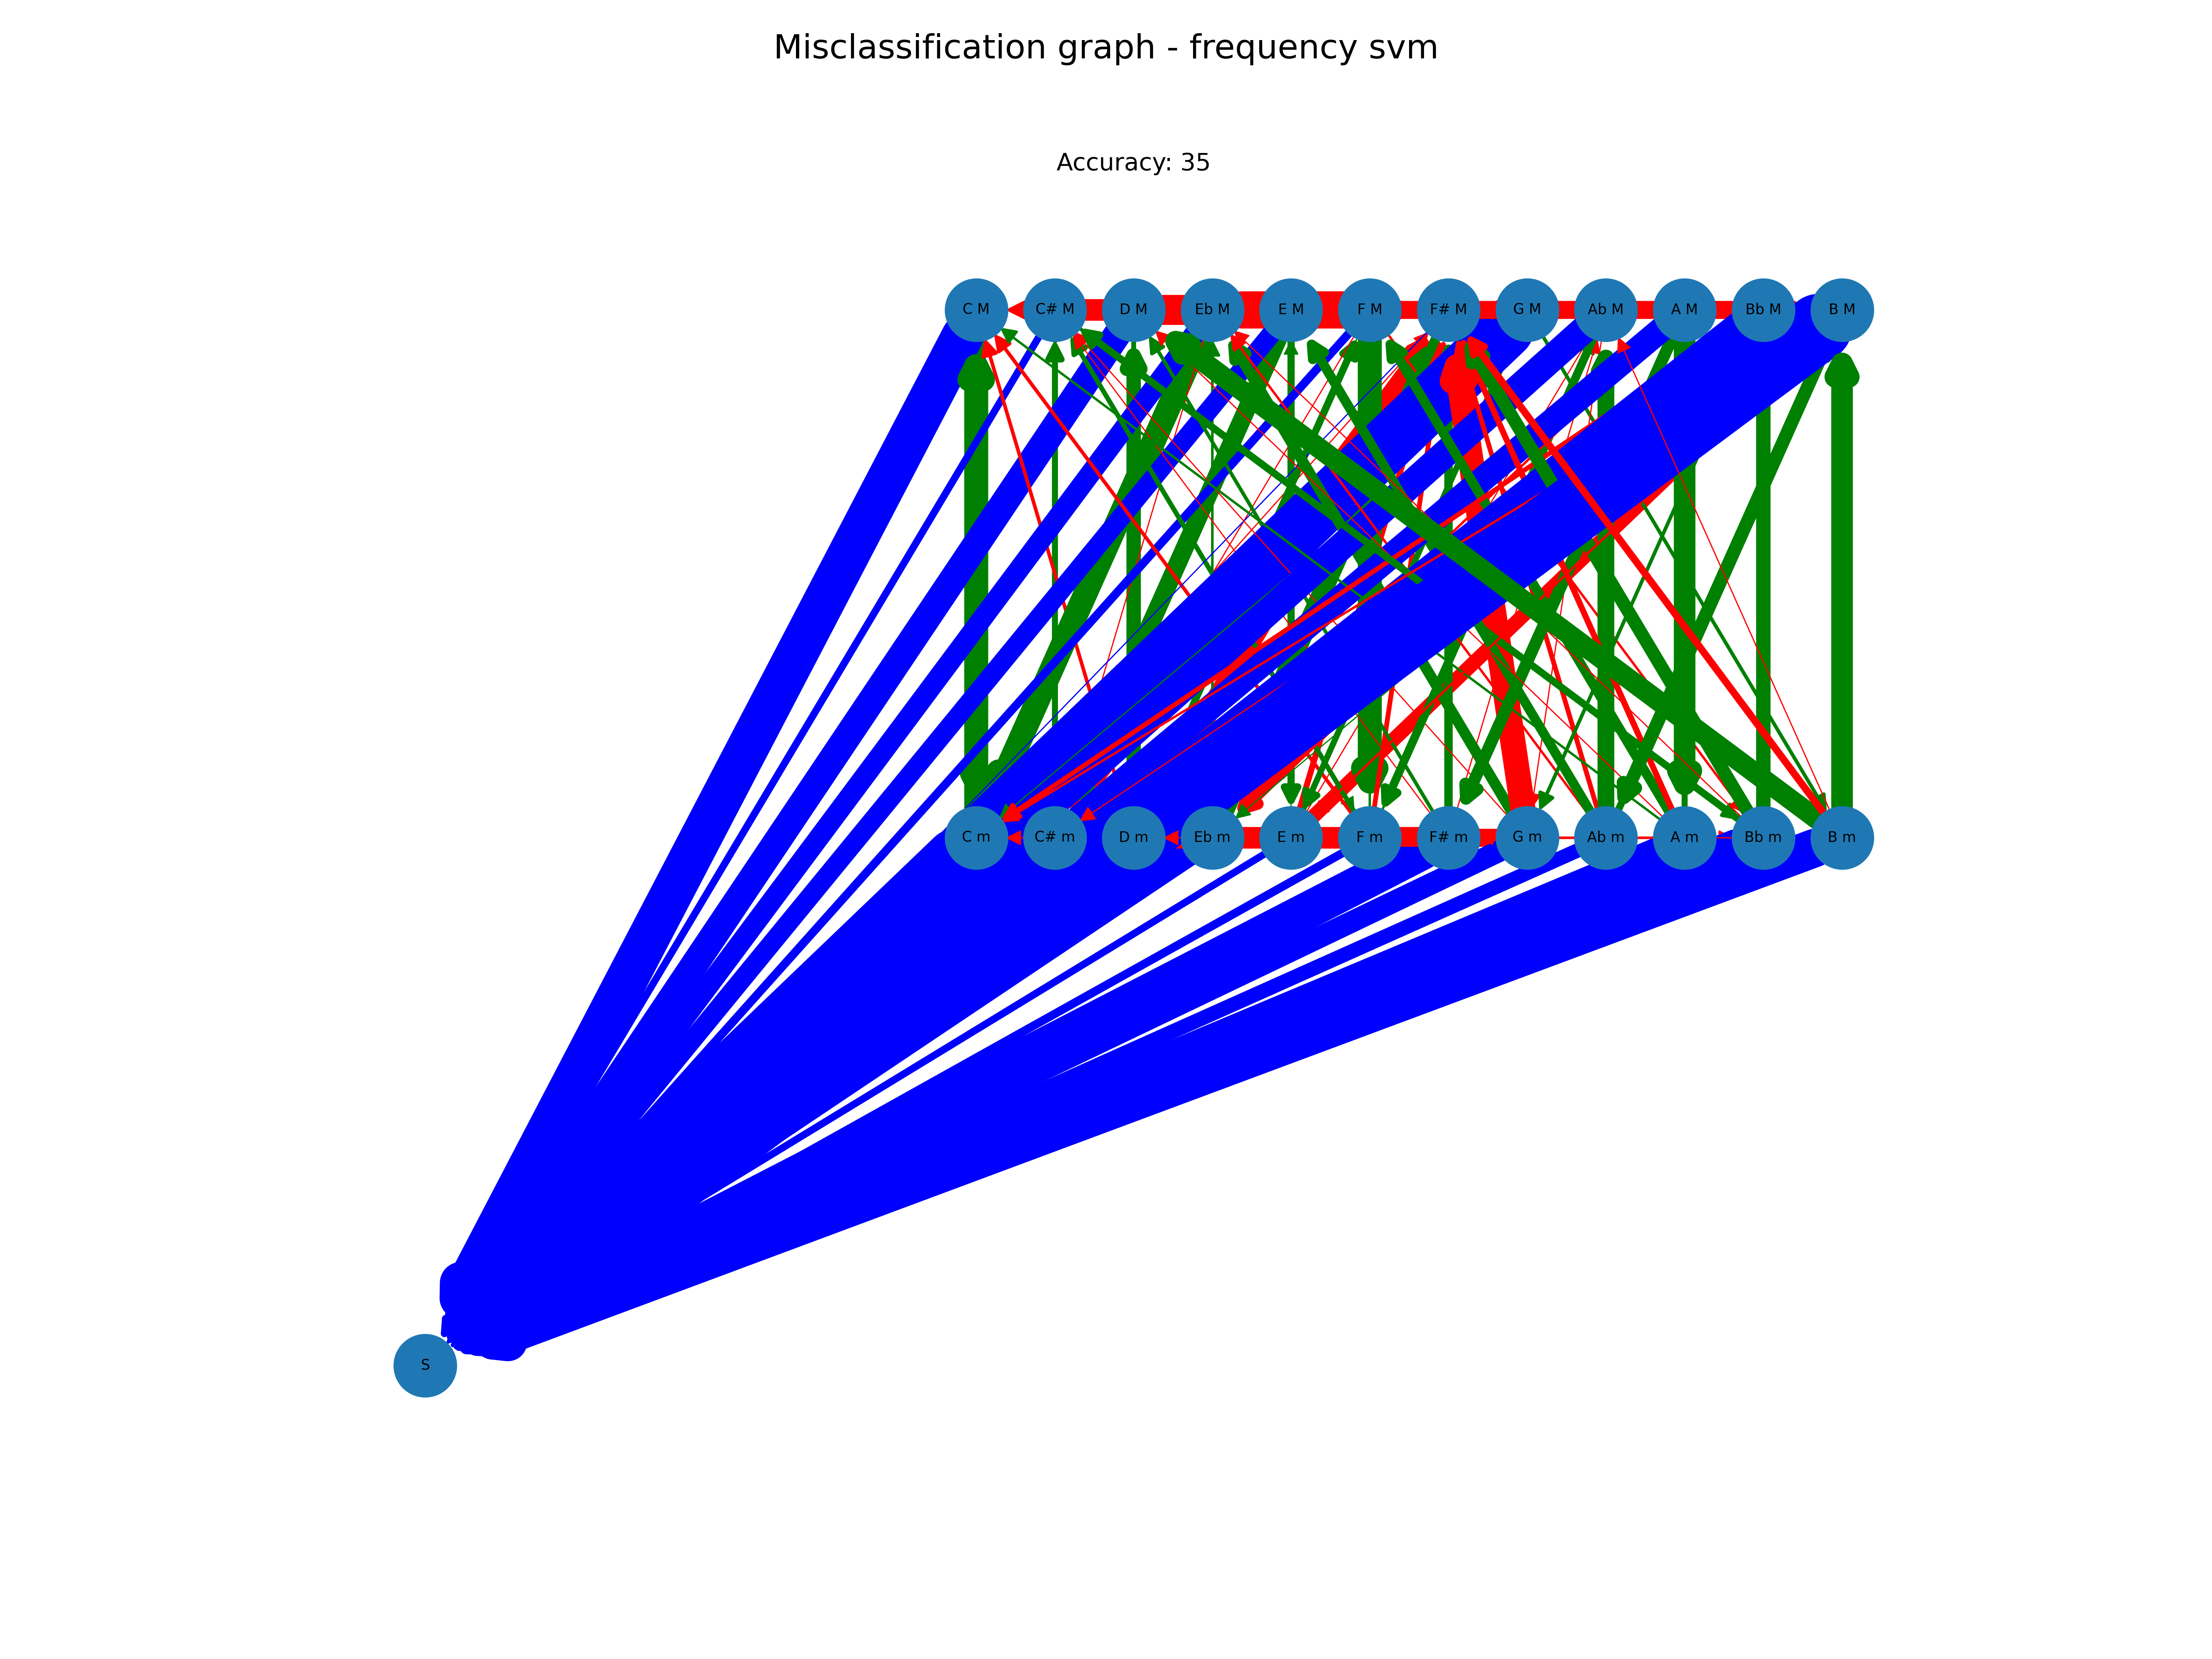 Misclassification graph - frequency svm
Accuracy: 35
C M C# M D M Eb M E M F M F# M G M Ab M A M Bb M B M
C m C# m D m Eb m E m F m F# m G m Ab m A m Bb m B m
S